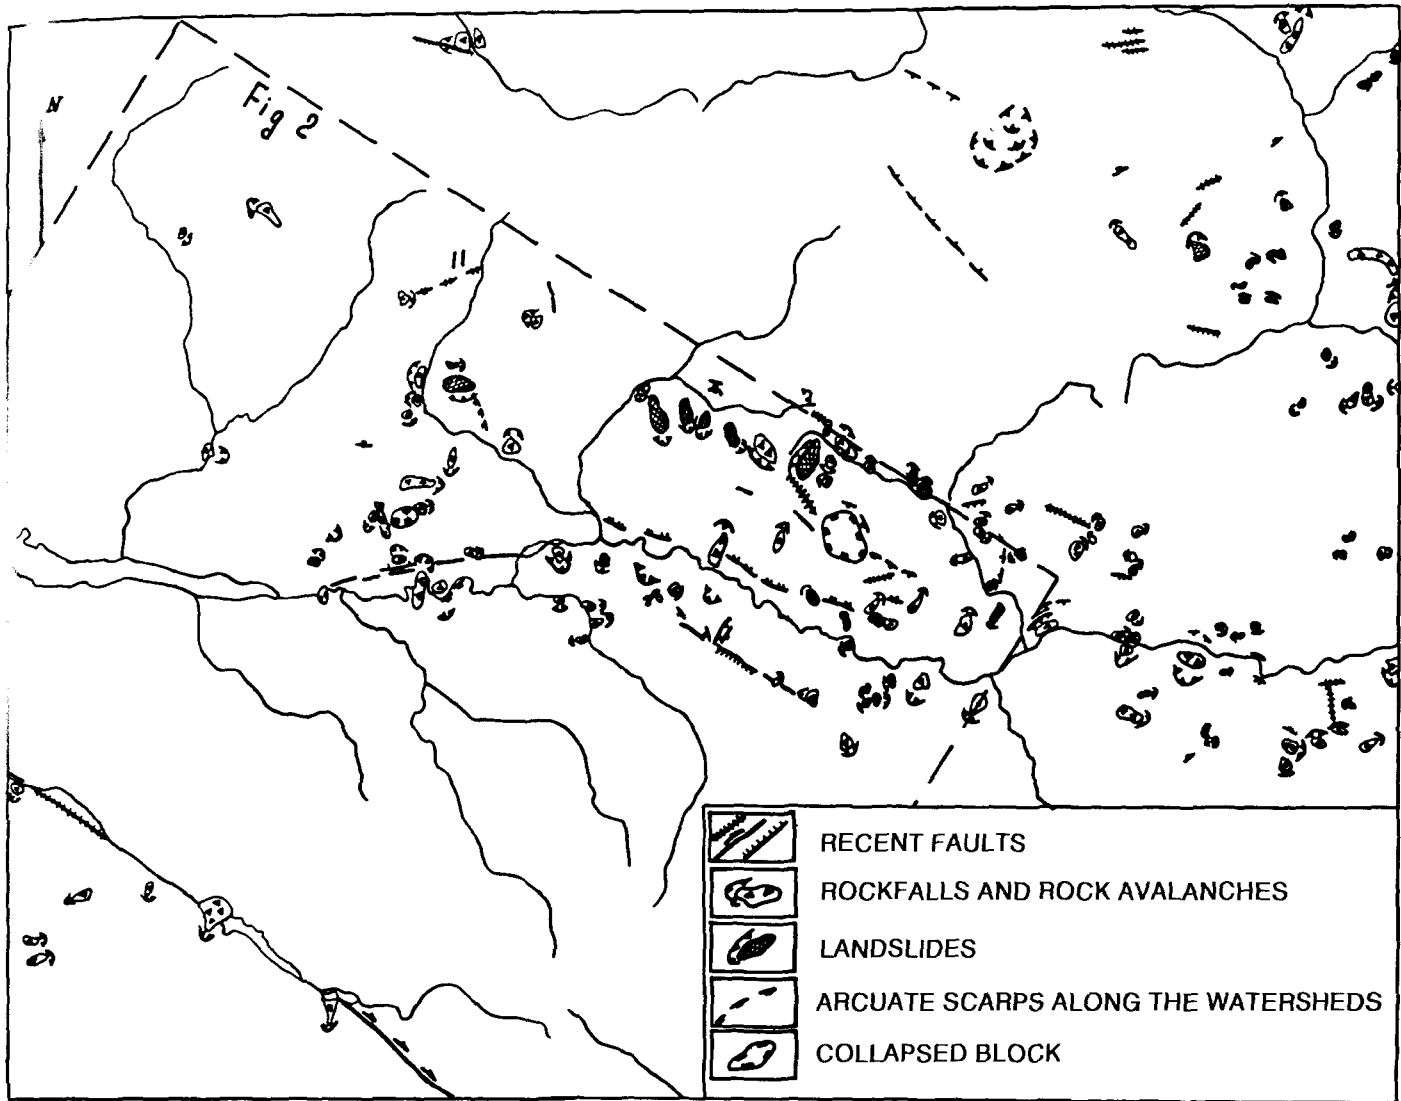 N
Fig 2
RECENT FAULTS
ROCKFALLS AND ROCK AVALANCHES
LANDSLIDES
ARCUATE SCARPS ALONG THE WATERSHEDS
COLLAPSED BLOCK